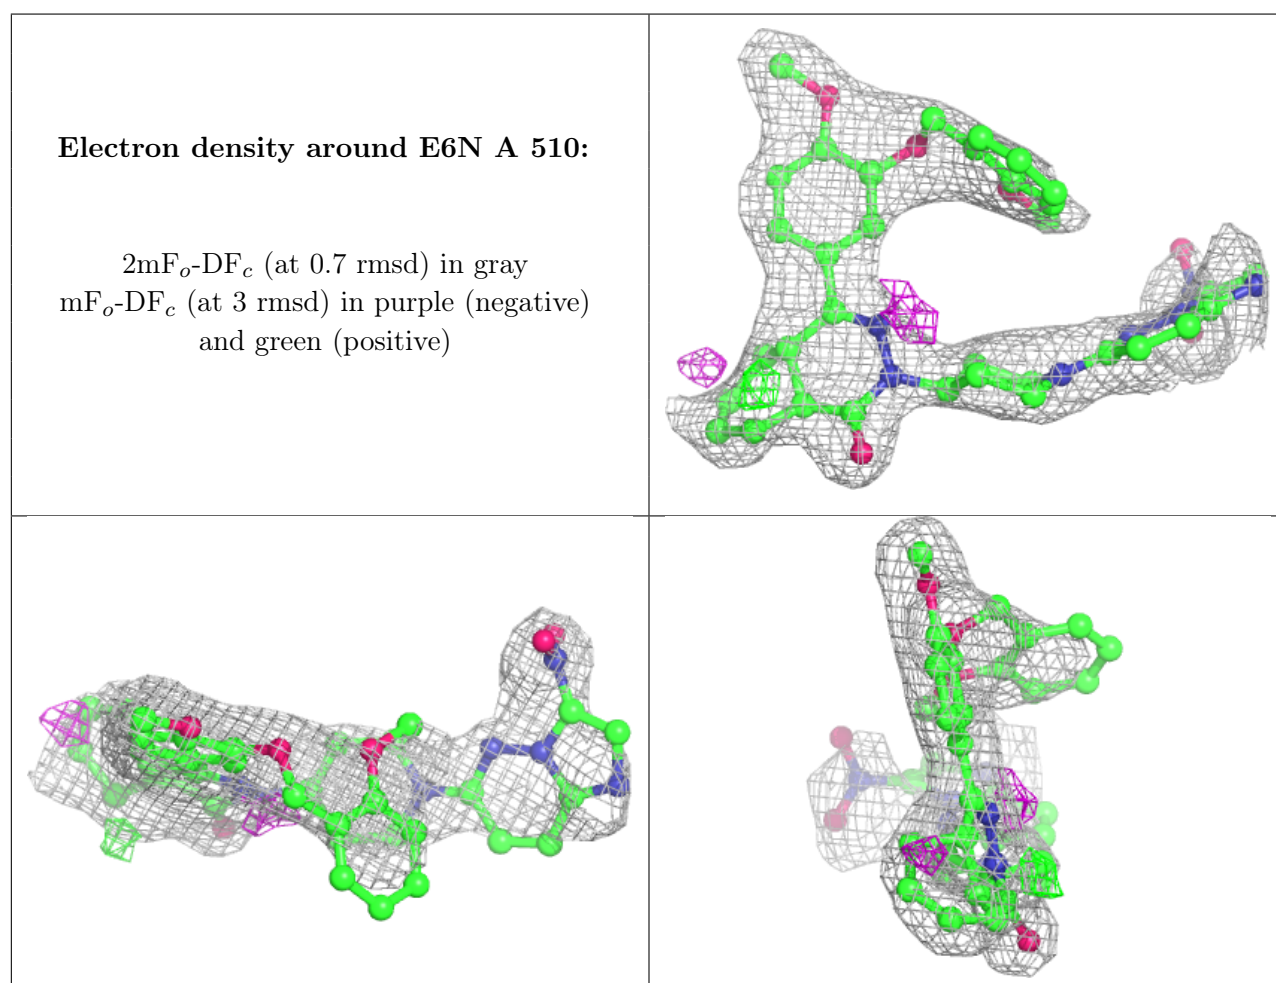 Electron density around E6N A 510:
2mFo-DFc (at 0.7 rmsd) in gray
mFo-DFc (at 3 rmsd) in purple (negative)
and green (positive)